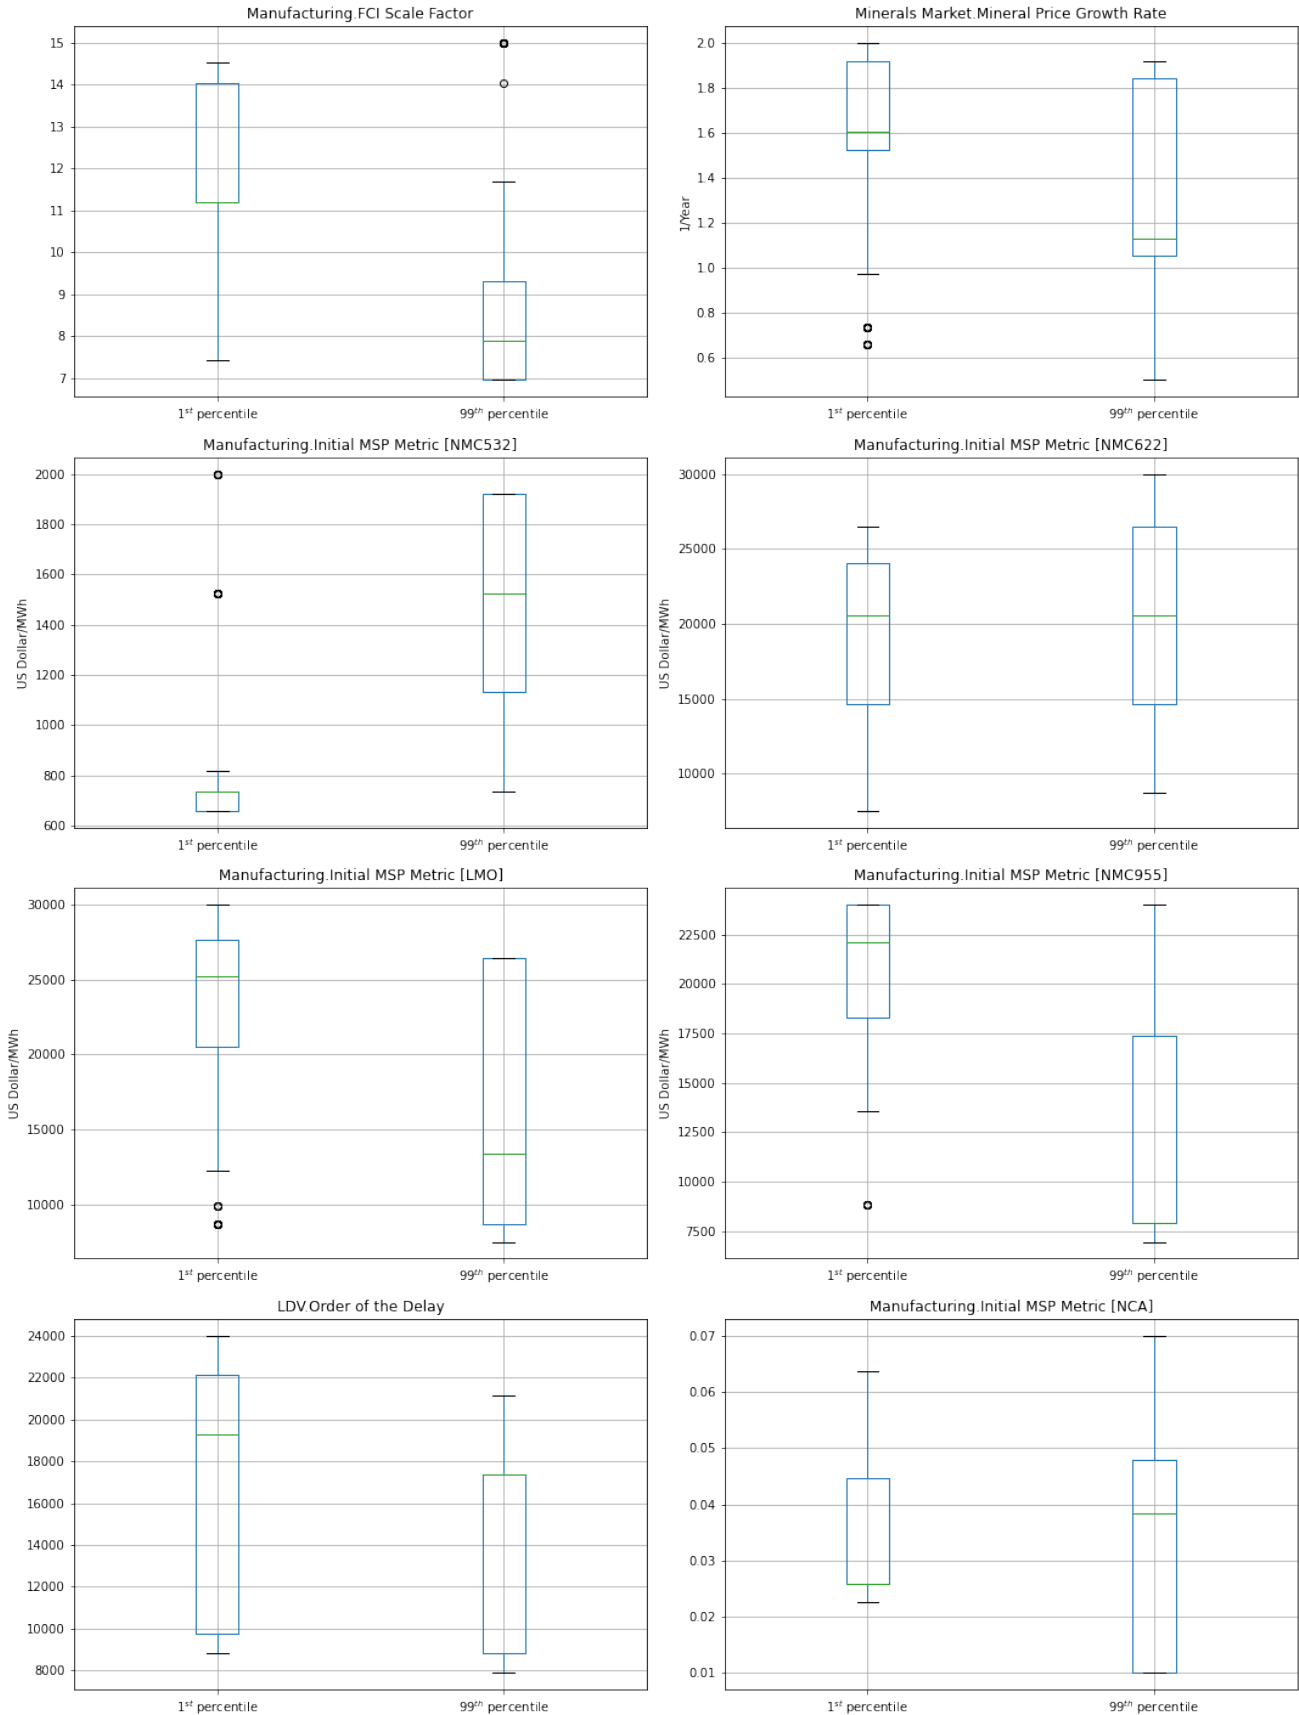 Manufacturing.FCI Scale Factor
15
14
13
12
11
10
9
8
7
1st percentile
99th percentile
Minerals Market.Mineral Price Growth Rate
1/Year
2.0
1.8
1.6
1.4
1.2
1.0
0.8
0.6
1st percentile
99th percentile
Manufacturing.Initial MSP Metric [NMC532]
US Dollar/MWh
2000
1800
1600
1400
1200
1000
800
600
1st percentile
99th percentile
Manufacturing.Initial MSP Metric [NMC622]
US Dollar/MWh
30000
25000
20000
15000
10000
1st percentile
99th percentile
Manufacturing.Initial MSP Metric [LMO]
US Dollar/MWh
30000
25000
20000
15000
10000
1st percentile
99th percentile
Manufacturing.Initial MSP Metric [NMC955]
US Dollar/MWh
22500
20000
17500
15000
12500
10000
7500
1st percentile
99th percentile
LDV.Order of the Delay
24000
22000
20000
18000
16000
14000
12000
10000
8000
1st percentile
99th percentile
Manufacturing.Initial MSP Metric [NCA]
0.07
0.06
0.05
0.04
0.03
0.02
0.01
1st percentile
99th percentile